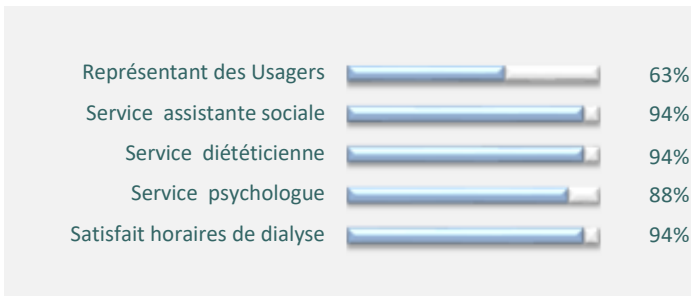 Représentant des Usagers 63%
Service assistante sociale 94%
Service diététicienne 94%
Service psychologue 88%
Satisfait horaires de dialyse 94%